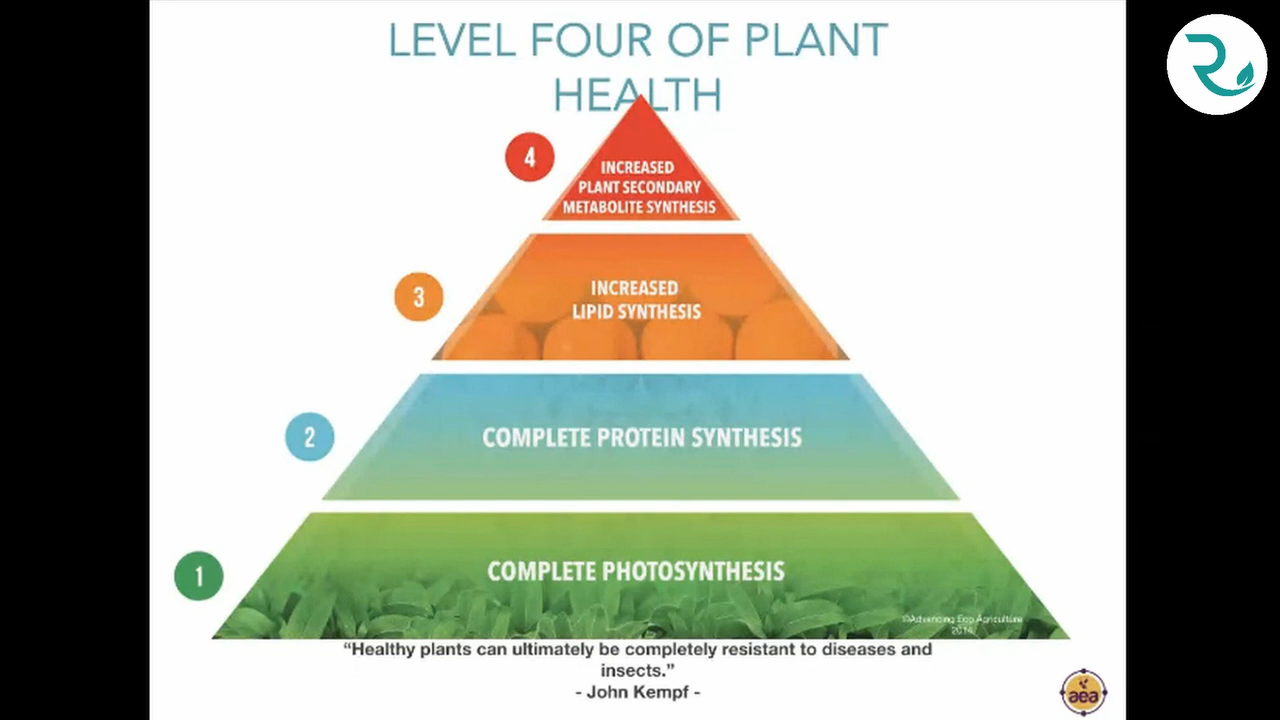 LEVEL FOUR OF PLANT
HEALTH
4
INCREASED
PLANT SECONDARY
METABOLITE SYNTHESIS
3
INCREASED
LIPID SYNTHESIS
2
COMPLETE PROTEIN SYNTHESIS
1
COMPLETE PHOTOSYNTHESIS
©Advancing Eco Agriculture
2014
“Healthy plants can ultimately be completely resistant to diseases and
insects.”
- John Kempf -
aea
R